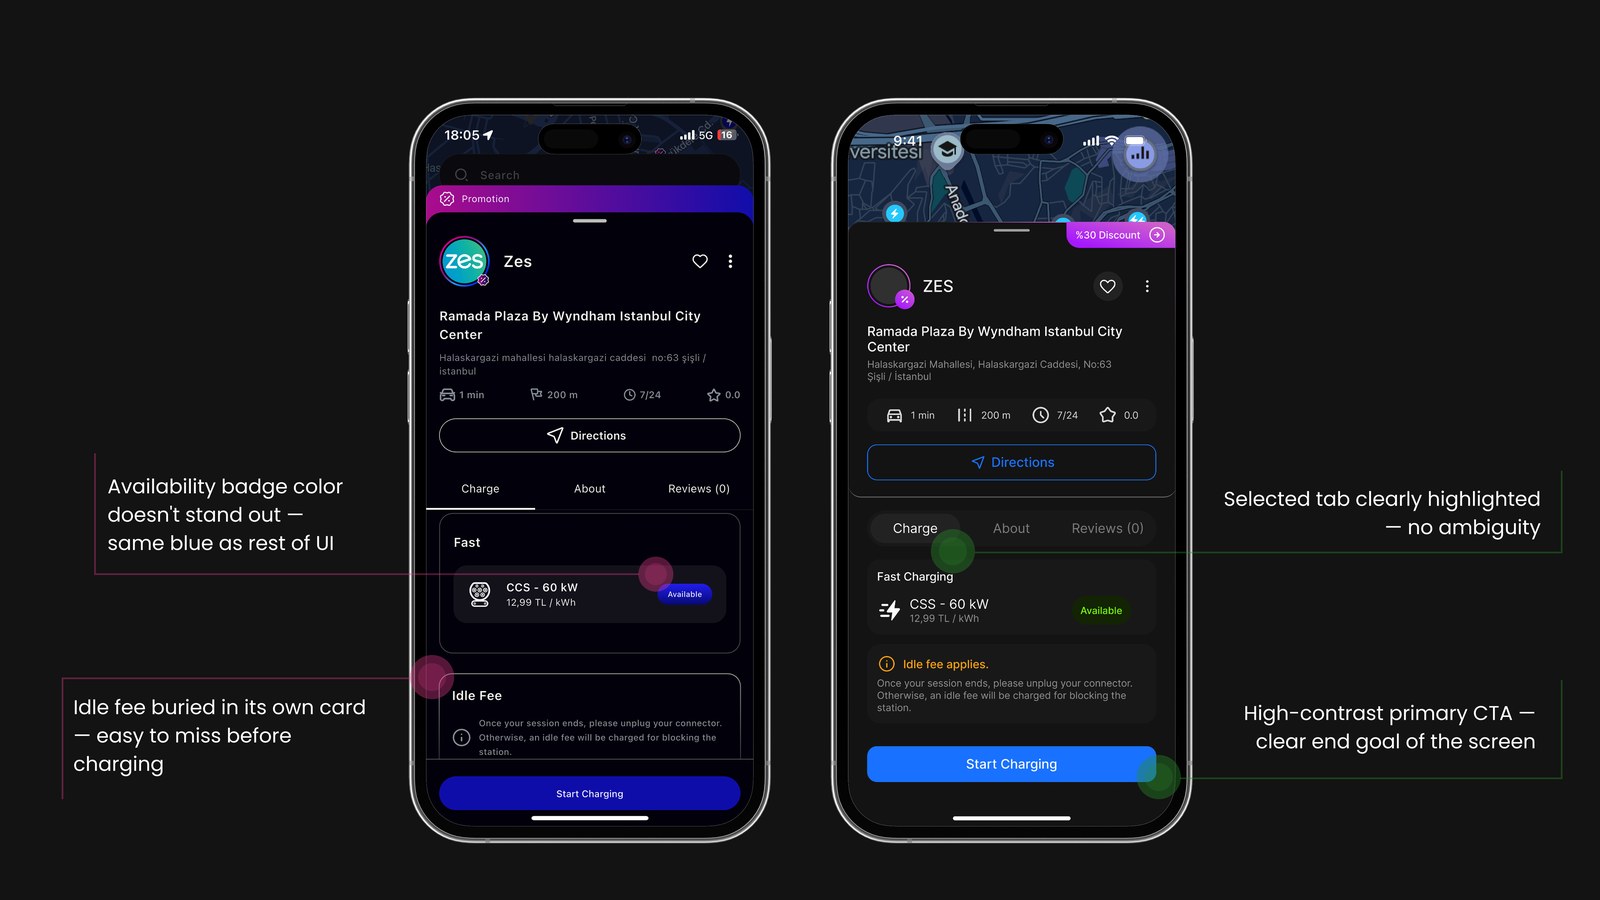 18:05
5G
16
Search
Promotion
zes
Zes
Ramada Plaza By Wyndham Istanbul City
Center
Halaskargazi mahallesi halaskargazi caddesi no:63 şişli /
istanbul
1 min
200 m
7/24
0.0
Directions
Charge
About
Reviews (0)
Fast
CCS - 60 kW
12,99 TL / kWh
Available
Idle Fee
Once your session ends, please unplug your connector.
Otherwise, an idle fee will be charged for blocking the
station.
Start Charging
Availability badge color
doesn't stand out —
same blue as rest of UI
Idle fee buried in its own card
— easy to miss before
charging
9:41
versitesi
%30 Discount
ZES
Ramada Plaza By Wyndham Istanbul City
Center
Halaskargazi Mahallesi, Halaskargazi Caddesi, No:63
Şişli / İstanbul
1 min
200 m
7/24
0.0
Directions
Charge
About
Reviews (0)
Fast Charging
CSS - 60 kW
12,99 TL / kWh
Available
Idle fee applies.
Once your session ends, please unplug your connector.
Otherwise, an idle fee will be charged for blocking the
station.
Start Charging
Selected tab clearly highlighted
— no ambiguity
High-contrast primary CTA —
clear end goal of the screen